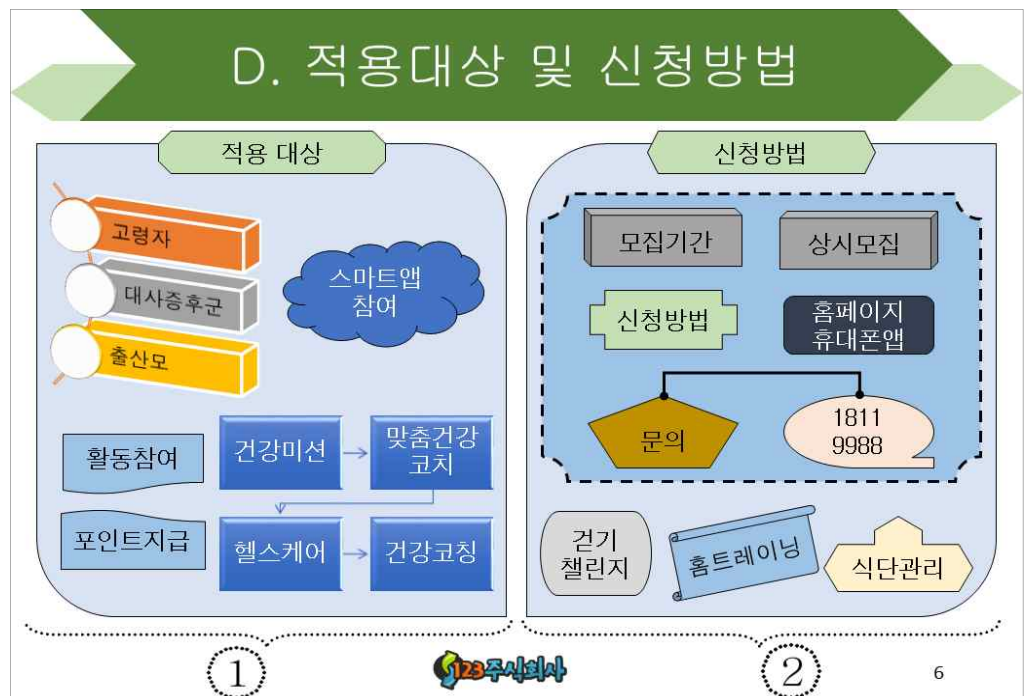 D. 적용대상 및 신청방법
적용 대상
고령자
대사증후군
출산모
스마트앱
참여
활동참여
포인트지급
건강미션
맞춤건강
코치
헬스케어
건강코칭
신청방법
모집기간
상시모집
신청방법
홈페이지
휴대폰앱
문의
1811
9988
걷기
챌린지
홈트레이닝
식단관리
1
123주식회사
2
6